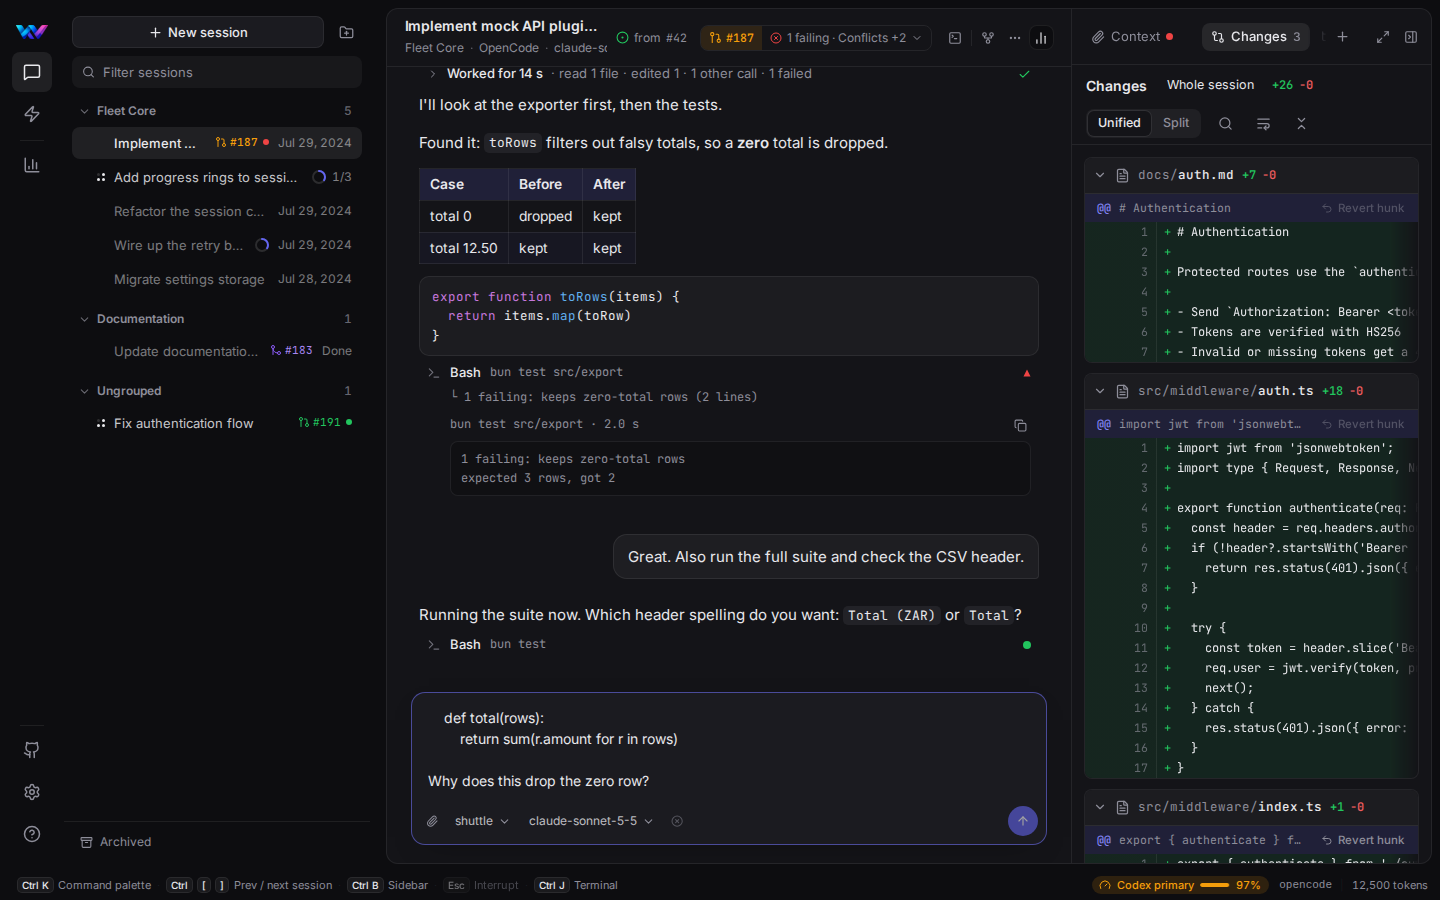 New session
Filter sessions
Fleet Core 5
Implement ... #187 Jul 29, 2024
Add progress rings to sessi... 1/3
Refactor the session c... Jul 29, 2024
Wire up the retry b... Jul 29, 2024
Migrate settings storage Jul 28, 2024
Documentation 1
Update documentatio... #183 Done
Ungrouped 1
Fix authentication flow #191
Archived
Implement mock API plugi...
Fleet Core · OpenCode · claude-sc
from #42
#187
1 failing · Conflicts +2
Worked for 14 s · read 1 file · edited 1 · 1 other call · 1 failed
I'll look at the exporter first, then the tests.
Found it: toRows filters out falsy totals, so a zero total is dropped.
Case Before After
total 0 dropped kept
total 12.50 kept kept
export function toRows(items) {
return items.map(toRow)
}
Bash bun test src/export
└ 1 failing: keeps zero-total rows (2 lines)
bun test src/export · 2.0 s
1 failing: keeps zero-total rows
expected 3 rows, got 2
Great. Also run the full suite and check the CSV header.
Running the suite now. Which header spelling do you want: Total (ZAR) or Total?
Bash bun test
def total(rows):
return sum(r.amount for r in rows)
Why does this drop the zero row?
shuttle claude-sonnet-5-5
Context
Changes 3
Changes Whole session +26 -0
Unified Split
docs/auth.md +7 -0
@@ # Authentication Revert hunk
1 + # Authentication
2 +
3 + Protected routes use the `authenti
4 +
5 + - Send `Authorization: Bearer <tok
6 + - Tokens are verified with HS256
7 + - Invalid or missing tokens get a
src/middleware/auth.ts +18 -0
@@ import jwt from 'jsonwebt… Revert hunk
1 + import jwt from 'jsonwebtoken';
2 + import type { Request, Response, N
3 +
4 + export function authenticate(req:
5 + const header = req.headers.autho
6 + if (!header?.startsWith('Bearer
7 + return res.status(401).json({
8 + }
9 +
10 + try {
11 + const token = header.slice('Be
12 + req.user = jwt.verify(token, p
13 + next();
14 + } catch {
15 + res.status(401).json({ error:
16 + }
17 + }
src/middleware/index.ts +1 -0
@@ export { authenticate } f… Revert hunk
1 + export { authenticate } from './au
Ctrl K Command palette Ctrl [ ] Prev / next session Ctrl B Sidebar Esc Interrupt Ctrl J Terminal
Codex primary 97% opencode 12,500 tokens